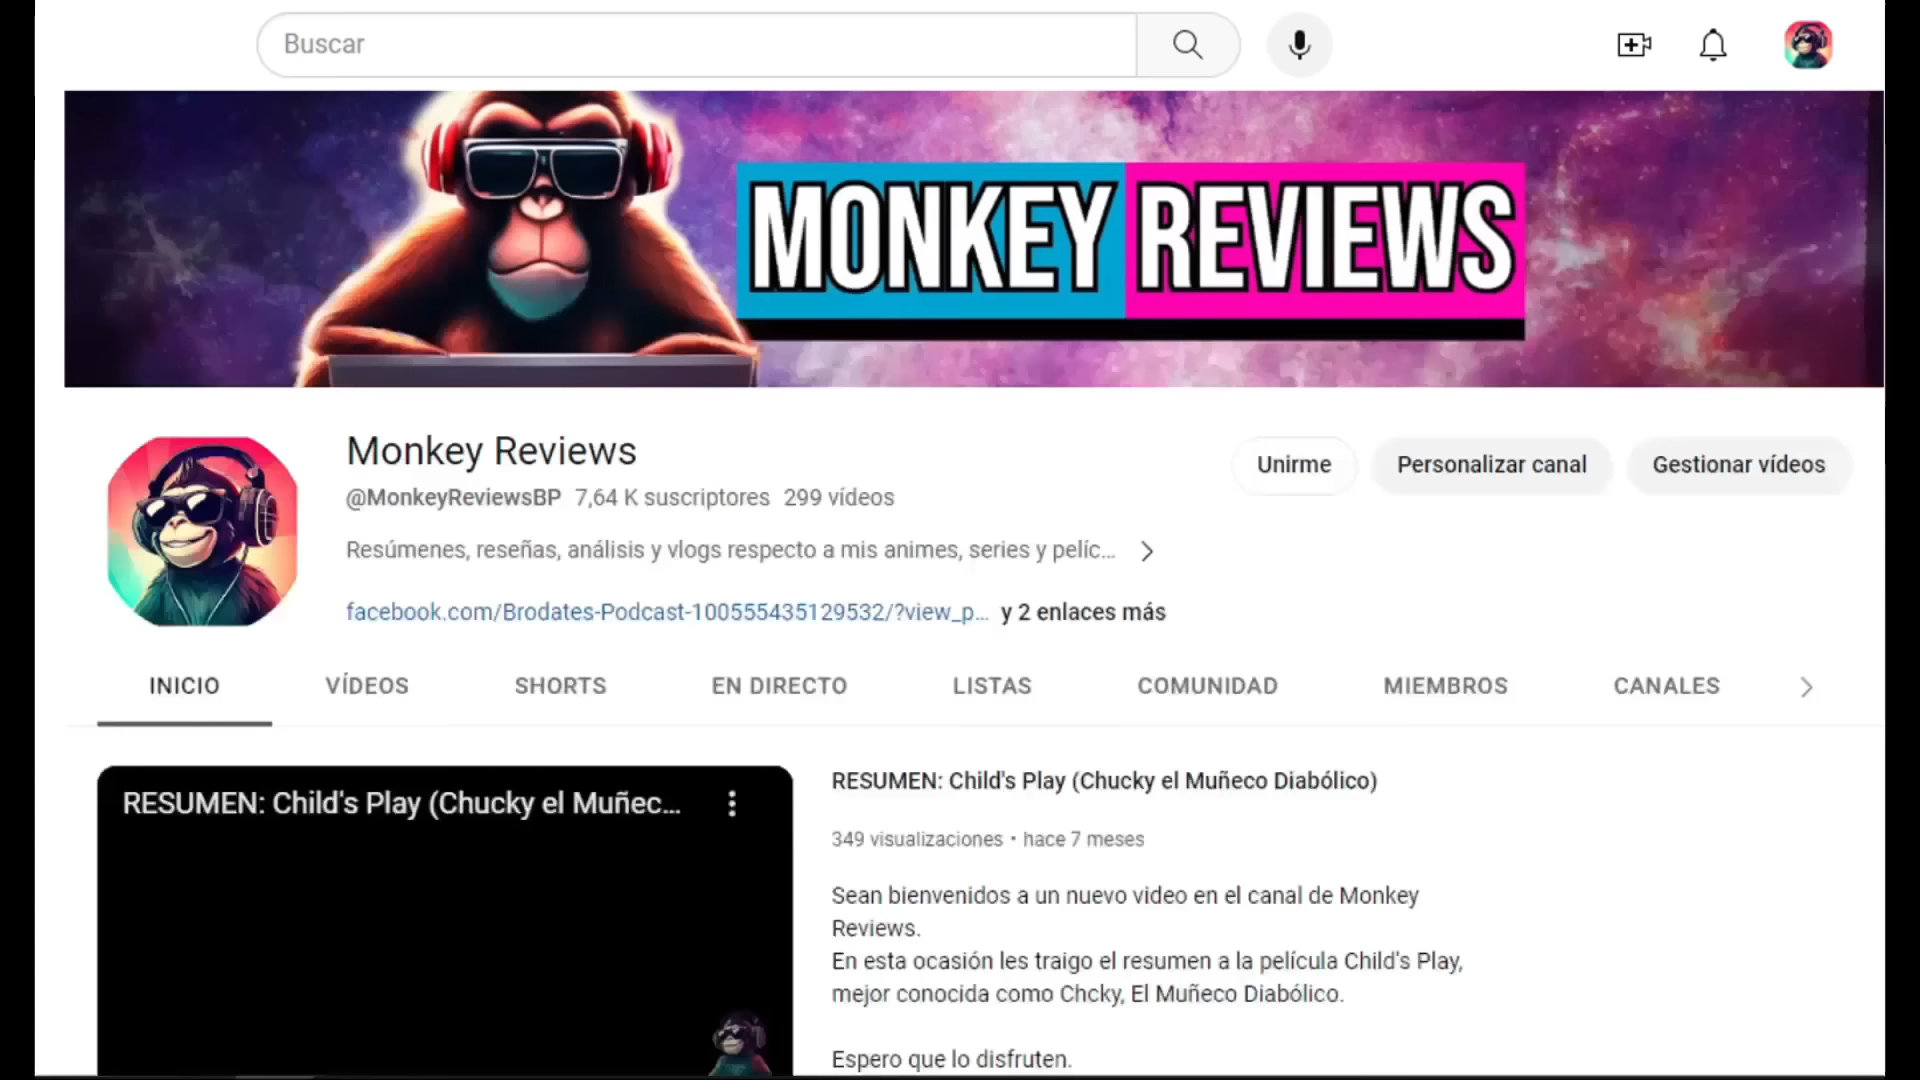 Buscar
MONKEY REVIEWS
Monkey Reviews
@MonkeyReviewsBP 7,64 K suscriptores 299 vídeos
Unirme
Personalizar canal
Gestionar vídeos
Resúmenes, reseñas, análisis y vlogs respecto a mis animes, series y pelíc...
facebook.com/Brodates-Podcast-100555435129532/?view_p... y 2 enlaces más
INICIO VÍDEOS SHORTS EN DIRECTO LISTAS COMUNIDAD MIEMBROS CANALES
RESUMEN: Child's Play (Chucky el Muñec...
RESUMEN: Child's Play (Chucky el Muñeco Diabólico)
349 visualizaciones • hace 7 meses
Sean bienvenidos a un nuevo video en el canal de Monkey
Reviews.
En esta ocasión les traigo el resumen a la película Child's Play,
mejor conocida como Chcky, El Muñeco Diabólico.
Espero que lo disfruten.